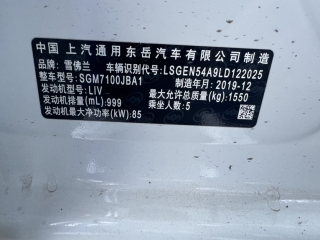 中国 上汽通用东岳汽车有限公司制造
品牌：雪佛兰 车辆识别代号：LSGEN54A9LD122025
整车型号：SGM7100JBA1 制造年月：2019-12
发动机型号：LIV 最大允许总质量(kg)：1550
发动机排量(mL)：999 乘坐人数：5
发动机最大净功率(kW)：85